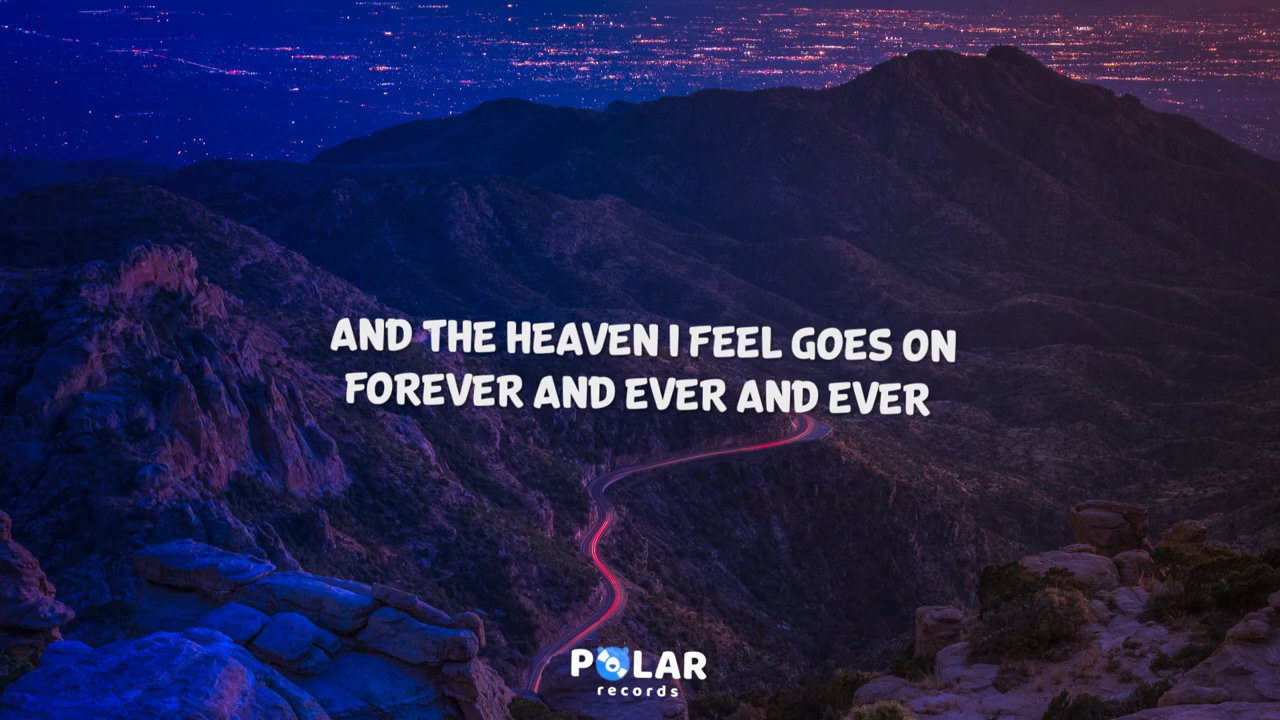 AND THE HEAVEN I FEEL GOES ON
FOREVER AND EVER AND EVER
POLAR
records